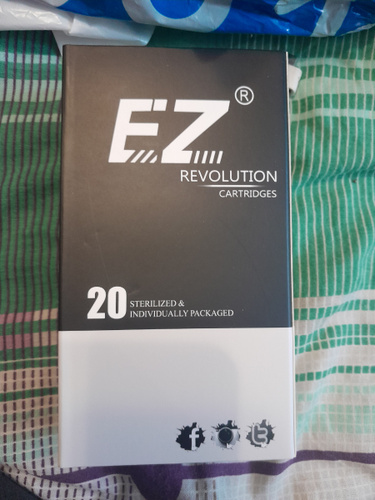 EZ®
REVOLUTION
CARTRIDGES
20
STERILIZED &
INDIVIDUALLY PACKAGED
f
t